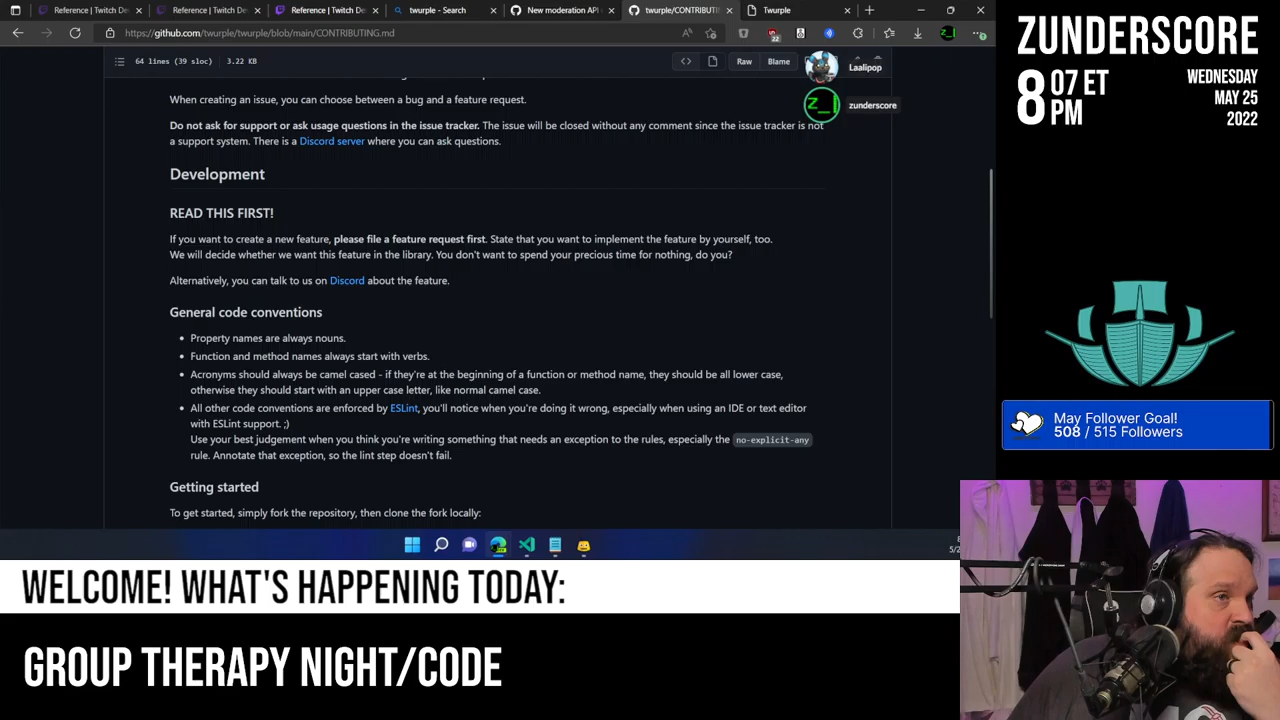 Reference | Twitch De
Reference | Twitch De
Reference | Twitch Dev
twurple - Search
New moderation API
twurple/CONTRIBUTIN
Twurple
https://github.com/twurple/twurple/blob/main/CONTRIBUTING.md
22
64 lines (39 sloc)
3.22 KB
Raw
Blame
Laalipop
zunderscore
When creating an issue, you can choose between a bug and a feature request.
Do not ask for support or ask usage questions in the issue tracker. The issue will be closed without any comment since the issue tracker is not
a support system. There is a Discord server where you can ask questions.
Development
READ THIS FIRST!
If you want to create a new feature, please file a feature request first. State that you want to implement the feature by yourself, too.
We will decide whether we want this feature in the library. You don't want to spend your precious time for nothing, do you?
Alternatively, you can talk to us on Discord about the feature.
General code conventions
• Property names are always nouns.
• Function and method names always start with verbs.
• Acronyms should always be camel cased - if they're at the beginning of a function or method name, they should be all lower case,
otherwise they should start with an upper case letter, like normal camel case.
• All other code conventions are enforced by ESLint, you'll notice when you're doing it wrong, especially when using an IDE or text editor
with ESLint support. ;)
Use your best judgement when you think you're writing something that needs an exception to the rules, especially the no-explicit-any
rule. Annotate that exception, so the lint step doesn't fail.
Getting started
To get started, simply fork the repository, then clone the fork locally:
ZUNDERSCORE
8 07 ET
PM
WEDNESDAY
MAY 25
2022
May Follower Goal!
508 / 515 Followers
WELCOME! WHAT'S HAPPENING TODAY:
GROUP THERAPY NIGHT/CODE